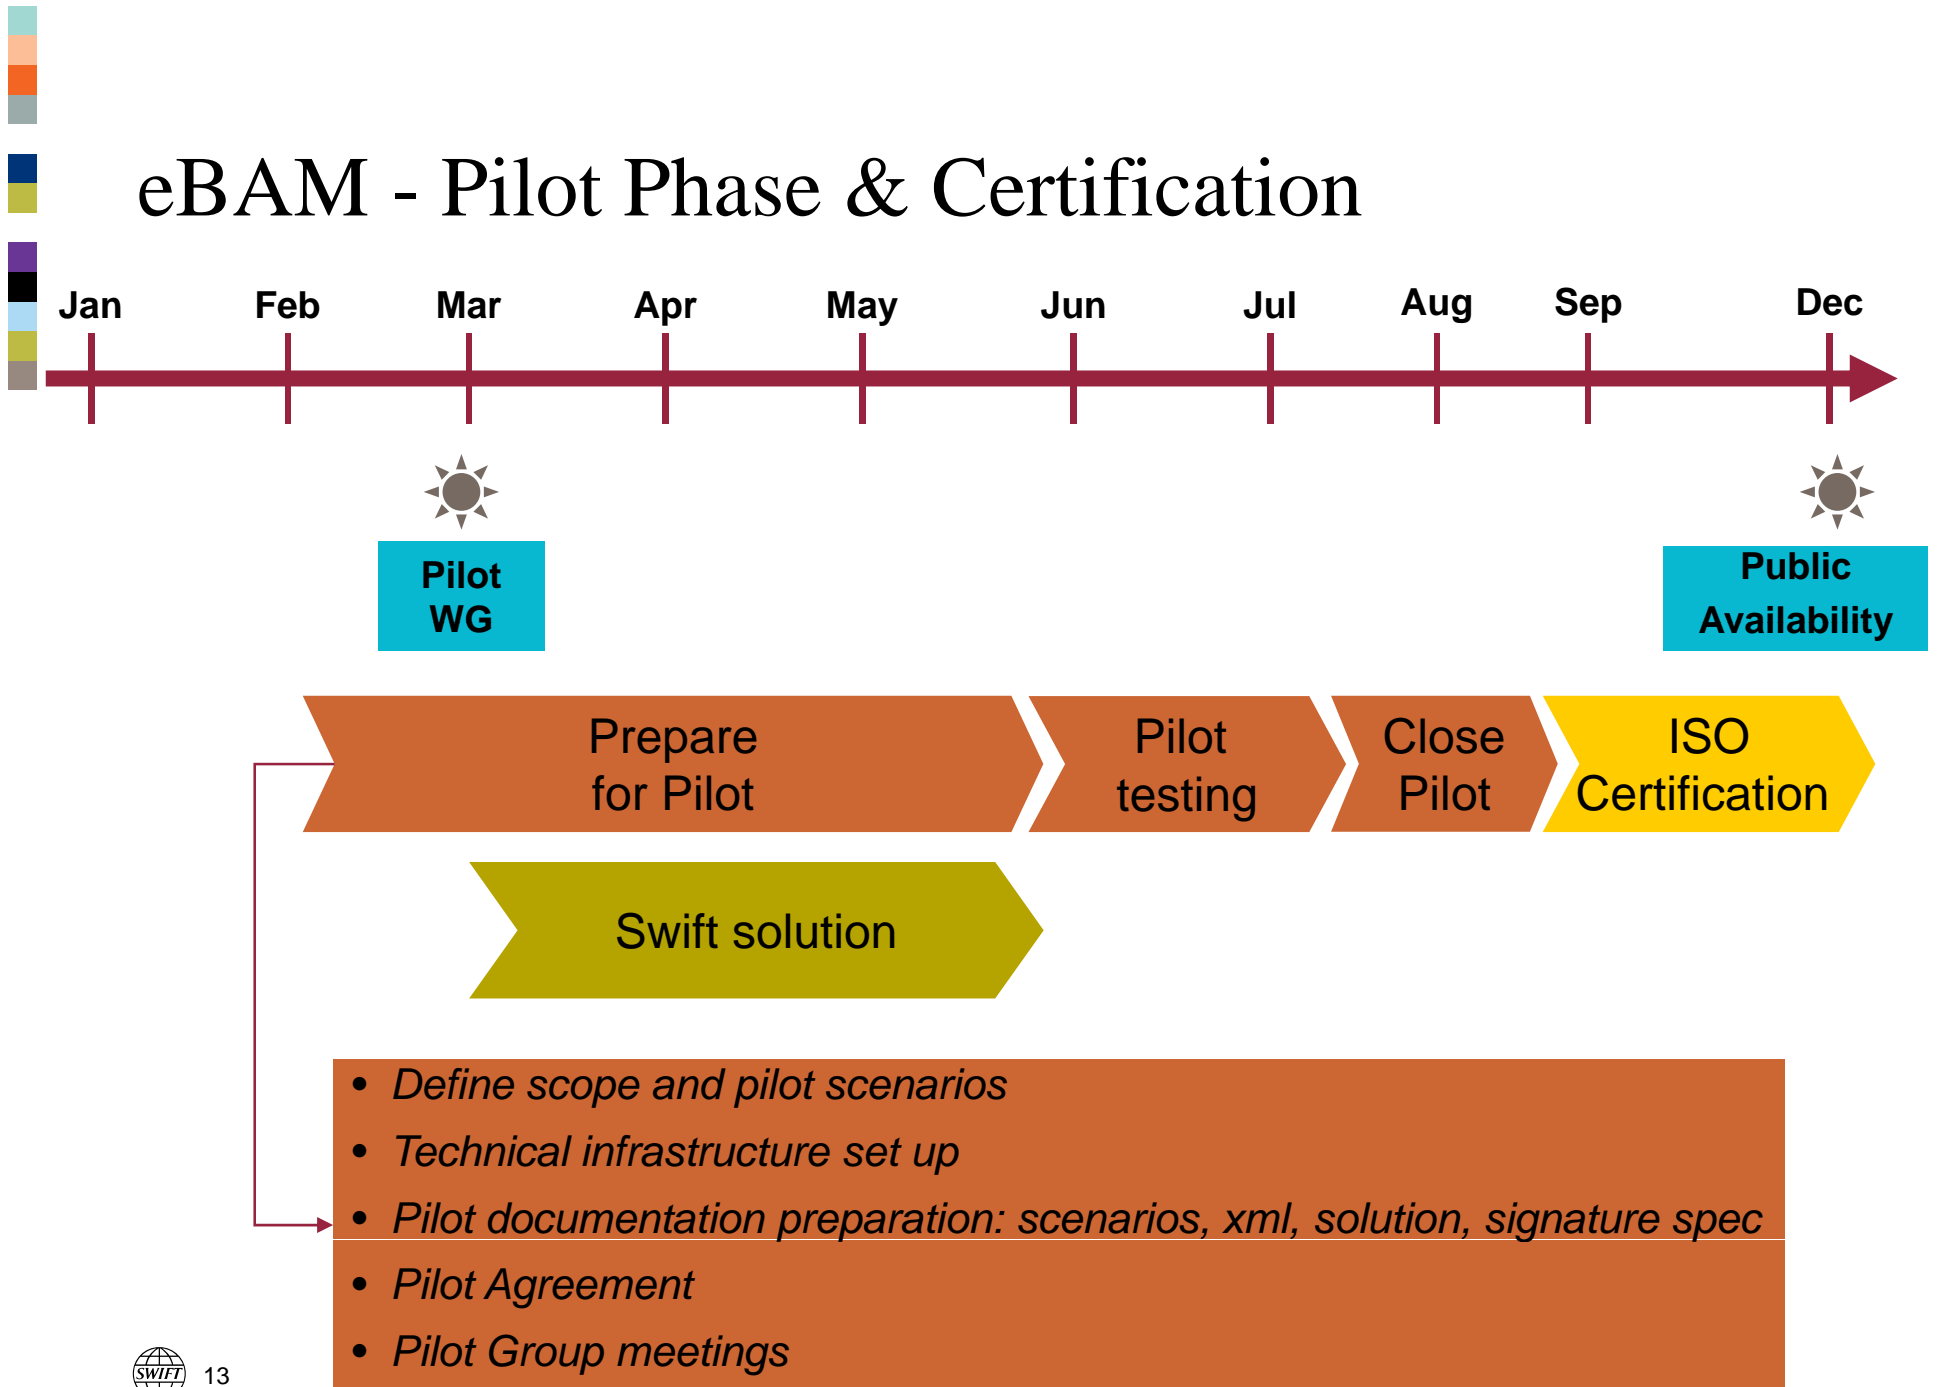 eBAM - Pilot Phase & Certification
Jan Feb Mar Apr May Jun Jul Aug Sep Dec
Pilot
WG
Public
Availability
Prepare
for Pilot
Pilot
testing
Close
Pilot
ISO
Certification
Swift solution
• Define scope and pilot scenarios
• Technical infrastructure set up
• Pilot documentation preparation: scenarios, xml, solution, signature spec
• Pilot Agreement
• Pilot Group meetings
SWIFT 13